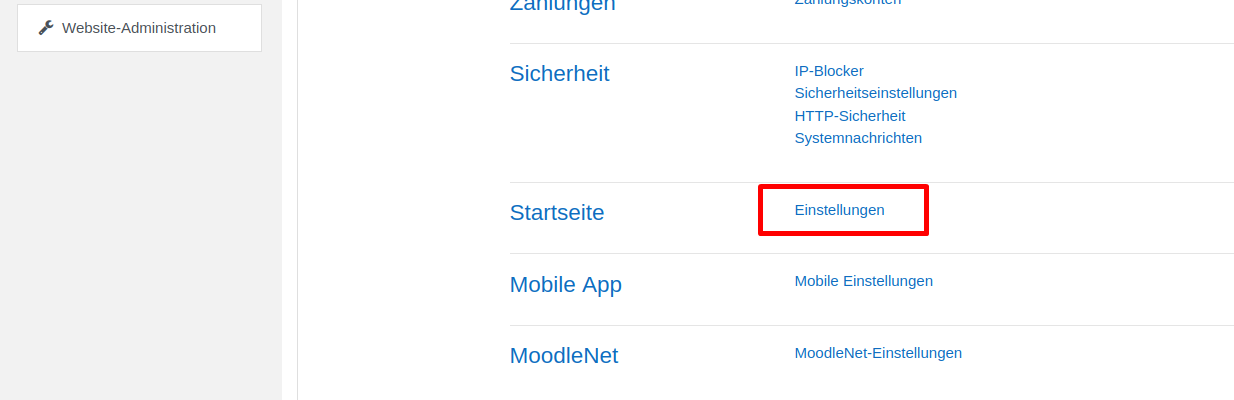 Website-Administration
Zahlungen
Zahlungskonten
Sicherheit
IP-Blocker
Sicherheitseinstellungen
HTTP-Sicherheit
Systemnachrichten
Startseite
Einstellungen
Mobile App
Mobile Einstellungen
MoodleNet
MoodleNet-Einstellungen